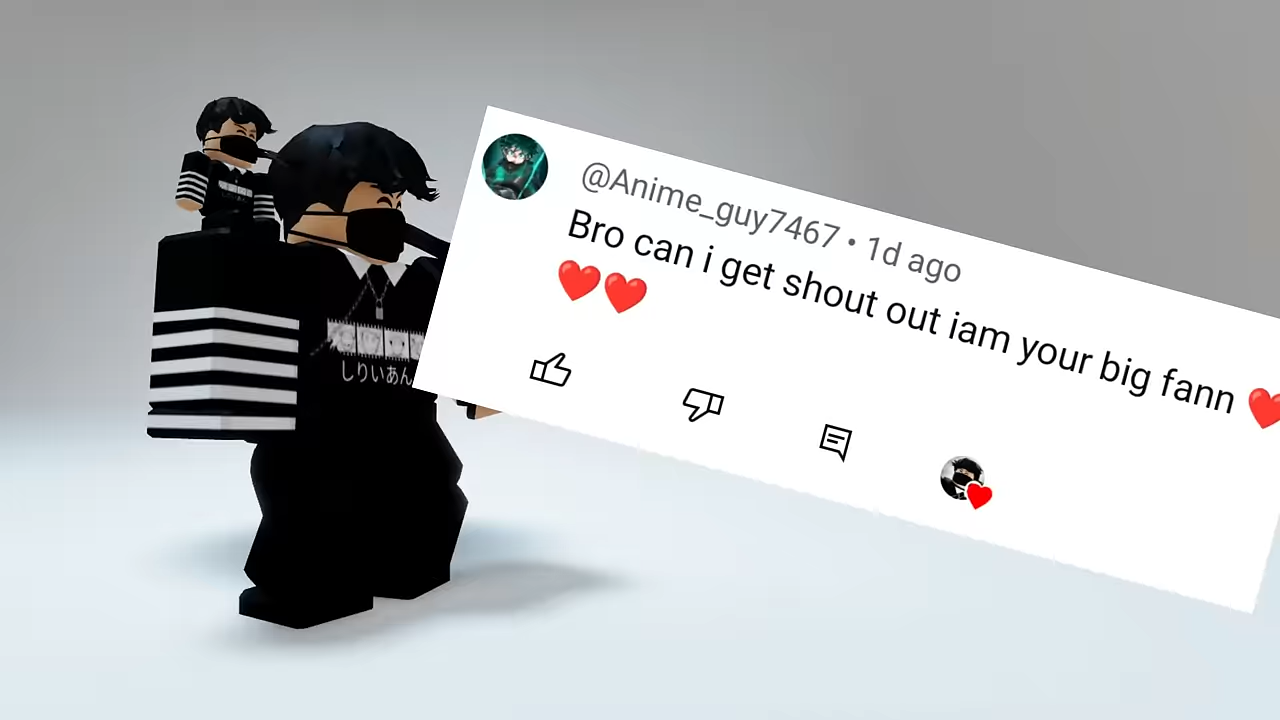 @Anime_guy7467 • 1d ago
Bro can i get shout out iam your big fann ❤️
❤️❤️
しりいあん